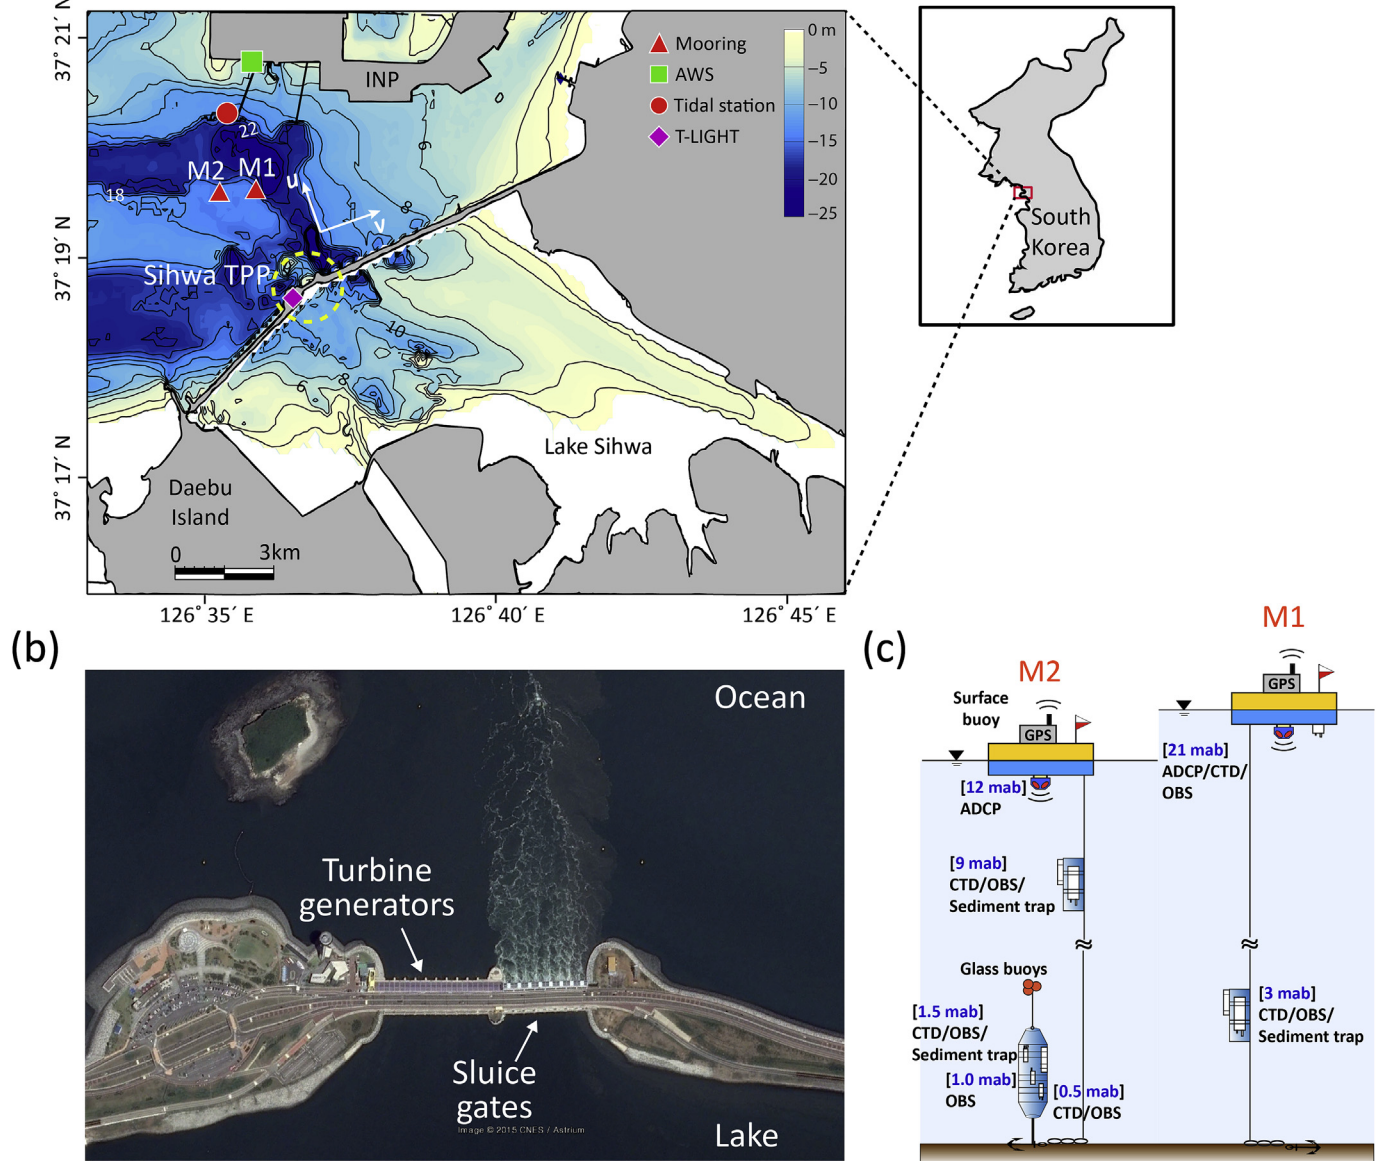 37° 21′ N
37° 19′ N
37° 17′ N
126° 35′ E
126° 40′ E
126° 45′ E
INP
Mooring
AWS
Tidal station
T-LIGHT
0 m
−5
−10
−15
−20
−25
22
M2
M1
18
6
8
u
v
Sihwa TPP
10
6
8
Lake Sihwa
Daebu
Island
0
3km
South
Korea
(b)
Ocean
Turbine
generators
Sluice
gates
Image © 2015 CNES / Astrium
Lake
(c)
M1
M2
GPS
Surface
buoy
GPS
[21 mab]
ADCP/CTD/
OBS
[12 mab]
ADCP
[9 mab]
CTD/OBS/
Sediment trap
Glass buoys
[1.5 mab]
CTD/OBS/
Sediment trap
[1.0 mab]
OBS
[0.5 mab]
CTD/OBS
[3 mab]
CTD/OBS/
Sediment trap